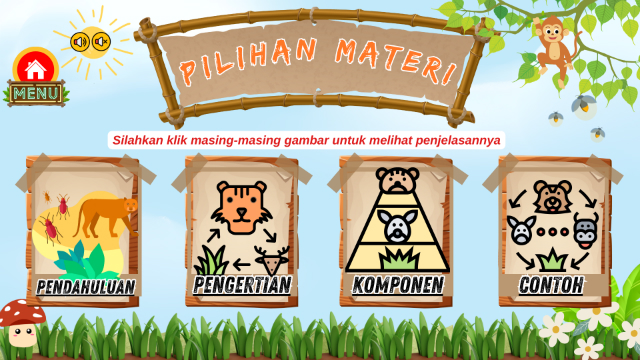 PILIHAN MATERI
MENU
Silahkan klik masing-masing gambar untuk melihat penjelasannya
PENDAHULUAN
PENGERTIAN
KOMPONEN
CONTOH